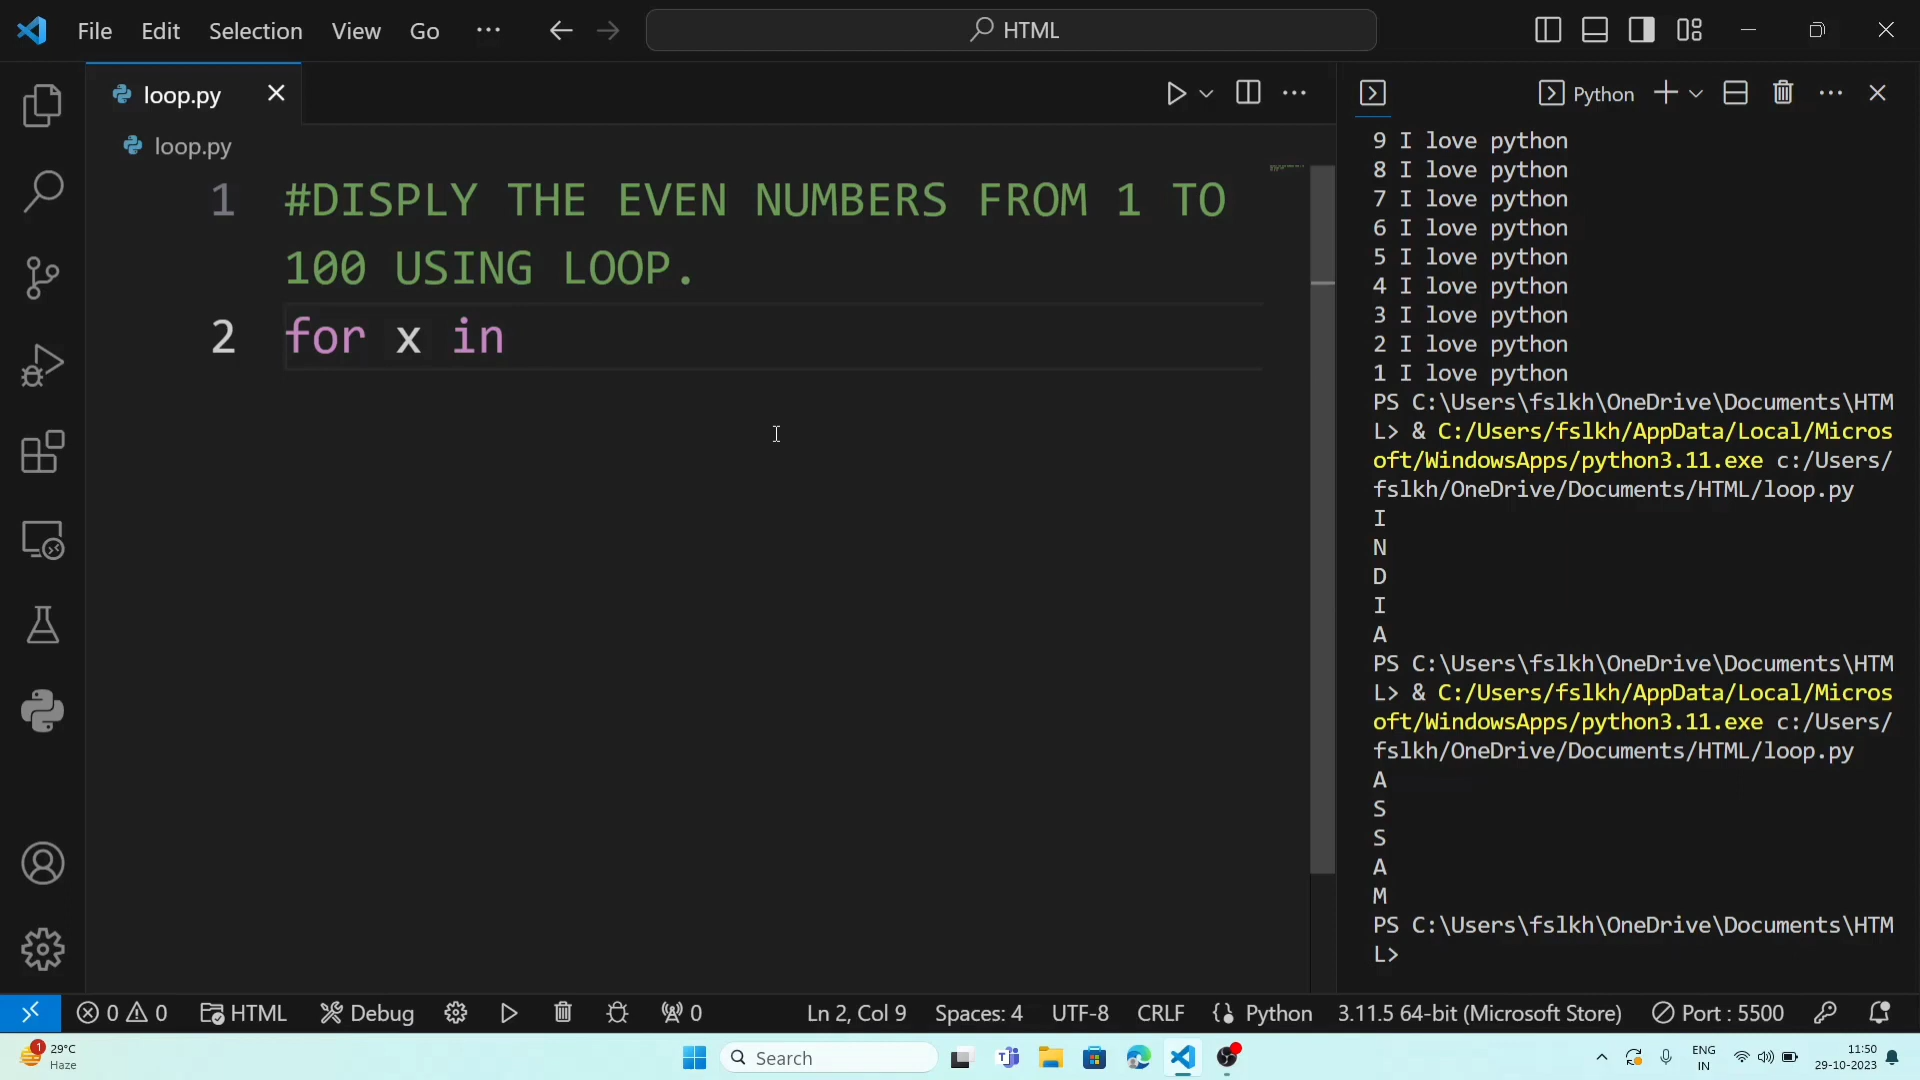 File Edit Selection View Go ··· HTML
loop.py
Python
loop.py
1 #DISPLY THE EVEN NUMBERS FROM 1 TO
100 USING LOOP.
2 for x in
9 I love python
8 I love python
7 I love python
6 I love python
5 I love python
4 I love python
3 I love python
2 I love python
1 I love python
PS C:\Users\fslkh\OneDrive\Documents\HTM
L> & C:/Users/fslkh/AppData/Local/Micros
oft/WindowsApps/python3.11.exe c:/Users/
fslkh/OneDrive/Documents/HTML/loop.py
I
N
D
I
A
PS C:\Users\fslkh\OneDrive\Documents\HTM
L> & C:/Users/fslkh/AppData/Local/Micros
oft/WindowsApps/python3.11.exe c:/Users/
fslkh/OneDrive/Documents/HTML/loop.py
A
S
S
A
M
PS C:\Users\fslkh\OneDrive\Documents\HTM
L>
0 0 HTML Debug 0 Ln 2, Col 9 Spaces: 4 UTF-8 CRLF Python 3.11.5 64-bit (Microsoft Store) Port : 5500
1 29°C
Haze
Search
ENG
IN
11:50
29-10-2023